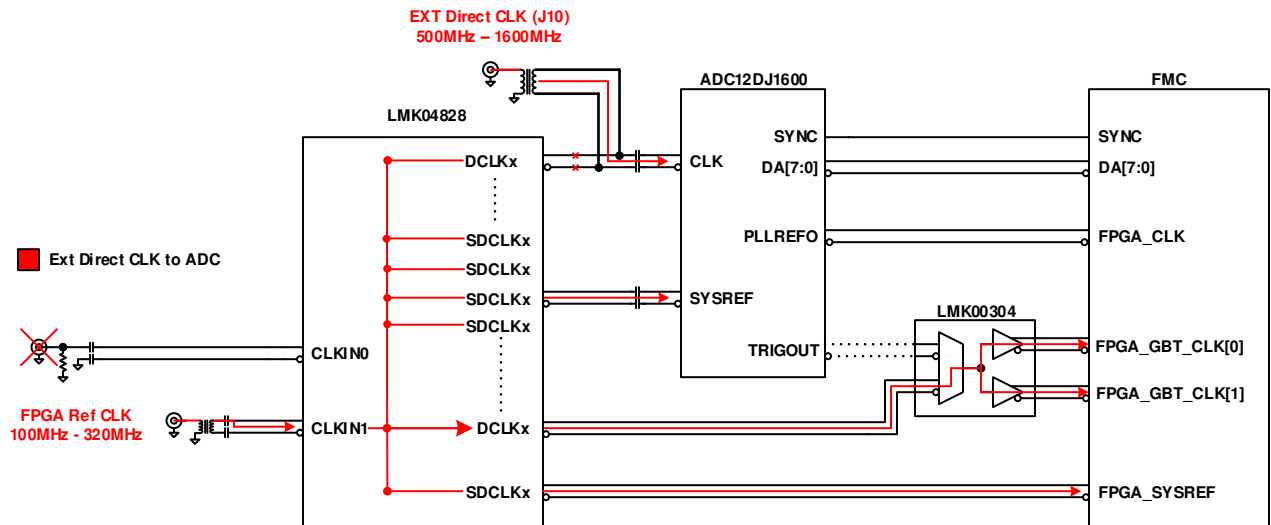 EXT Direct CLK (J10)
500MHz – 1600MHz
ADC12DJ1600
FMC
LMK04828
SYNC
SYNC
DCLKx
CLK
DA[7:0]
DA[7:0]
SDCLKx
PLLREFO
FPGA_CLK
Ext Direct CLK to ADC
SDCLKx
SDCLKx
SYSREF
LMK00304
SDCLKx
CLKIN0
TRIGOUT
FPGA_GBT_CLK[0]
FPGA_GBT_CLK[1]
FPGA Ref CLK
100MHz - 320MHz
CLKIN1
DCLKx
SDCLKx
FPGA_SYSREF